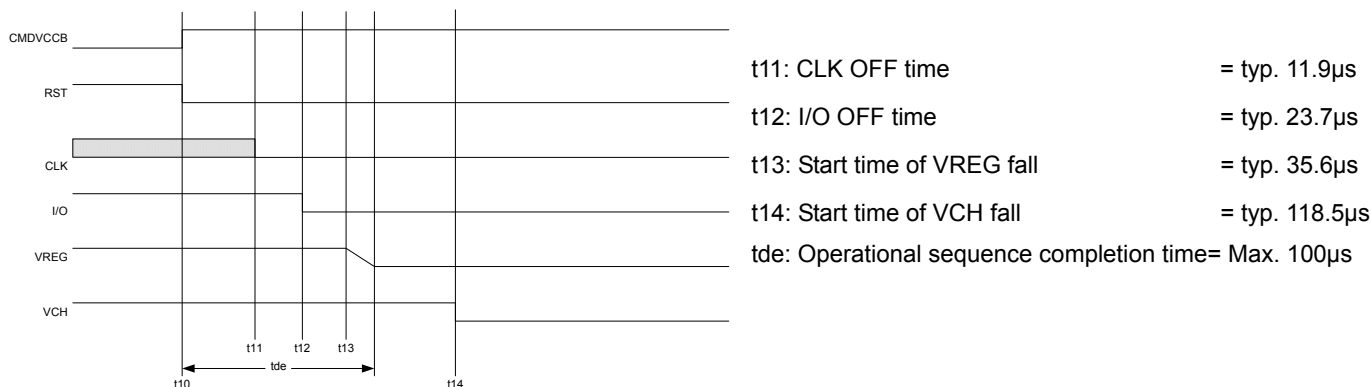 CMDVCCB
RST
CLK
I/O
VREG
VCH
t11 t12 t13
tde
t10 t14
t11: CLK OFF time = typ. 11.9µs
t12: I/O OFF time = typ. 23.7µs
t13: Start time of VREG fall = typ. 35.6µs
t14: Start time of VCH fall = typ. 118.5µs
tde: Operational sequence completion time= Max. 100µs